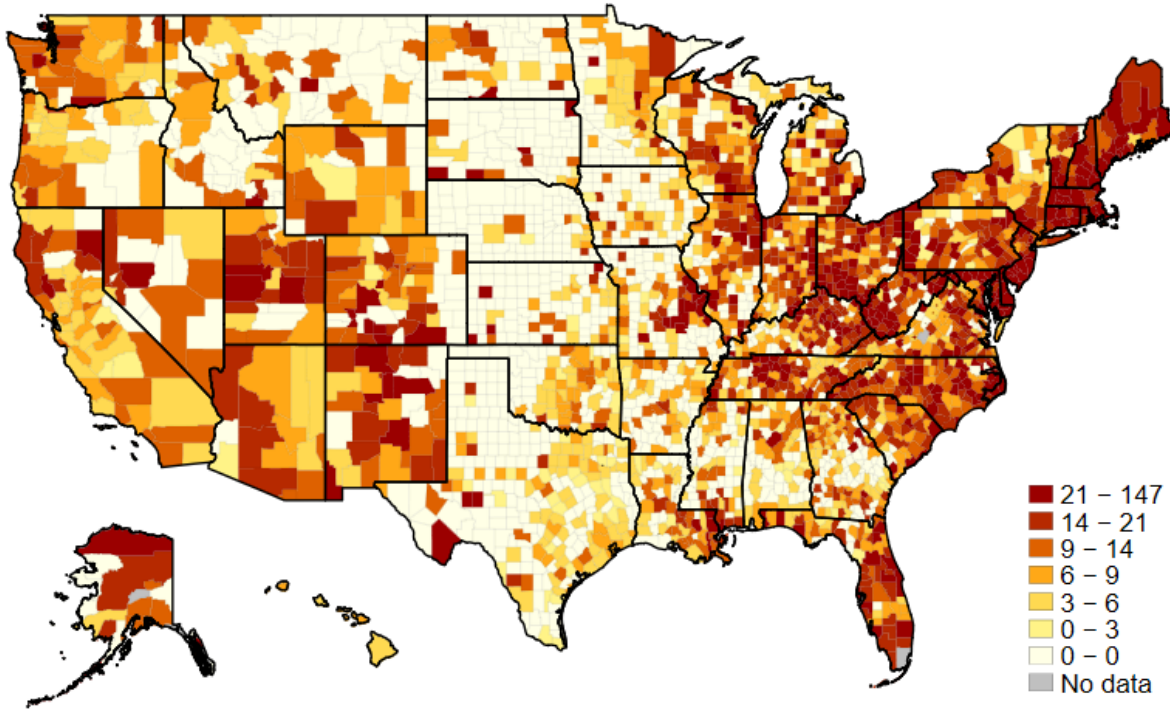 21 – 147
14 – 21
9 – 14
6 – 9
3 – 6
0 – 3
0 – 0
No data